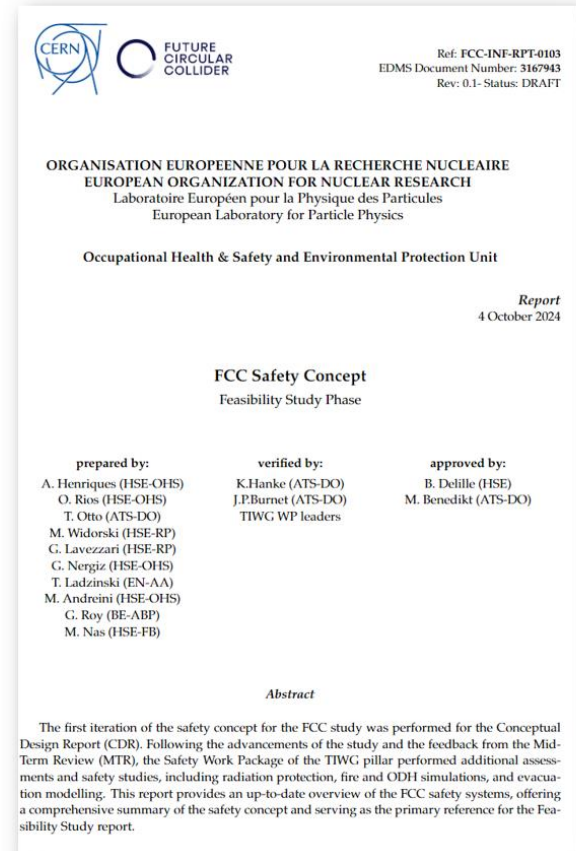 CERN
FUTURE
CIRCULAR
COLLIDER
Ref: FCC-INF-RPT-0103
EDMS Document Number: 3167943
Rev: 0.1- Status: DRAFT
ORGANISATION EUROPEENNE POUR LA RECHERCHE NUCLEAIRE
EUROPEAN ORGANIZATION FOR NUCLEAR RESEARCH
Laboratoire Européen pour la Physique des Particules
European Laboratory for Particle Physics
Occupational Health & Safety and Environmental Protection Unit
Report
4 October 2024
FCC Safety Concept
Feasibility Study Phase
prepared by:
A. Henriques (HSE-OHS)
O. Rios (HSE-OHS)
T. Otto (ATS-DO)
M. Widorski (HSE-RP)
G. Lavezzari (HSE-RP)
G. Nergiz (HSE-OHS)
T. Ladzinski (EN-AA)
M. Andreini (HSE-OHS)
G. Roy (BE-ABP)
M. Nas (HSE-FB)
verified by:
K.Hanke (ATS-DO)
J.P.Burnet (ATS-DO)
TIWG WP leaders
approved by:
B. Delille (HSE)
M. Benedikt (ATS-DO)
Abstract
The first iteration of the safety concept for the FCC study was performed for the Conceptual
Design Report (CDR). Following the advancements of the study and the feedback from the Mid-
Term Review (MTR), the Safety Work Package of the TIWG pillar performed additional assess-
ments and safety studies, including radiation protection, fire and ODH simulations, and evacua-
tion modelling. This report provides an up-to-date overview of the FCC safety systems, offering
a comprehensive summary of the safety concept and serving as the primary reference for the Fea-
sibility Study report.